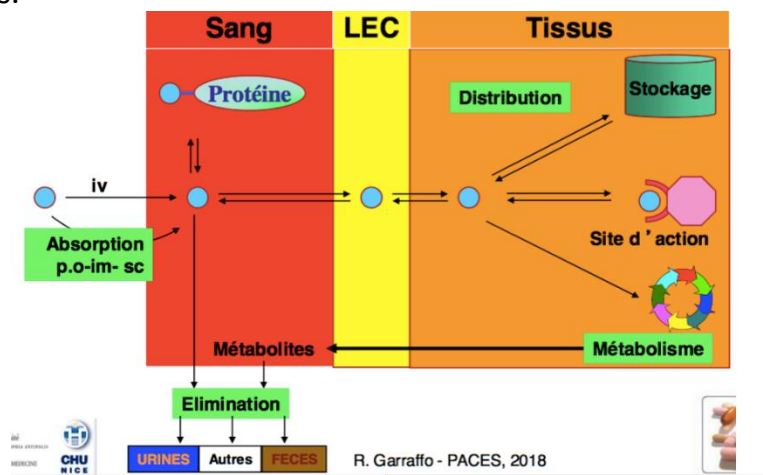 Sang
LEC
Tissus
Protéine
Distribution
Stockage
iv
Absorption
p.o-im- sc
Site d ’ action
Métabolites
Métabolisme
Elimination
URINES
Autres
FECES
CHU
NICE
R. Garraffo - PACES, 2018